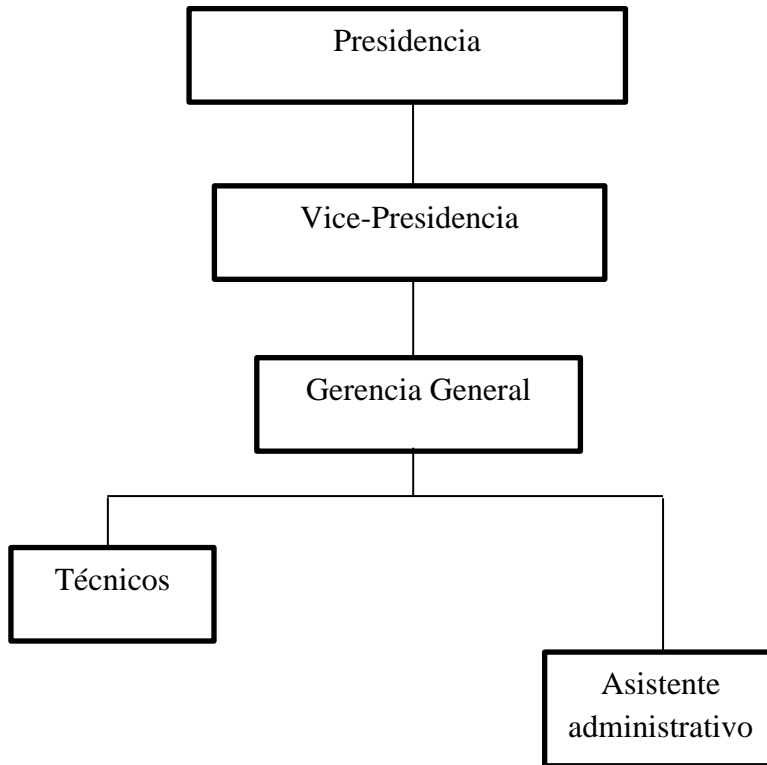 Presidencia
Vice-Presidencia
Gerencia General
Técnicos
Asistente
administrativo